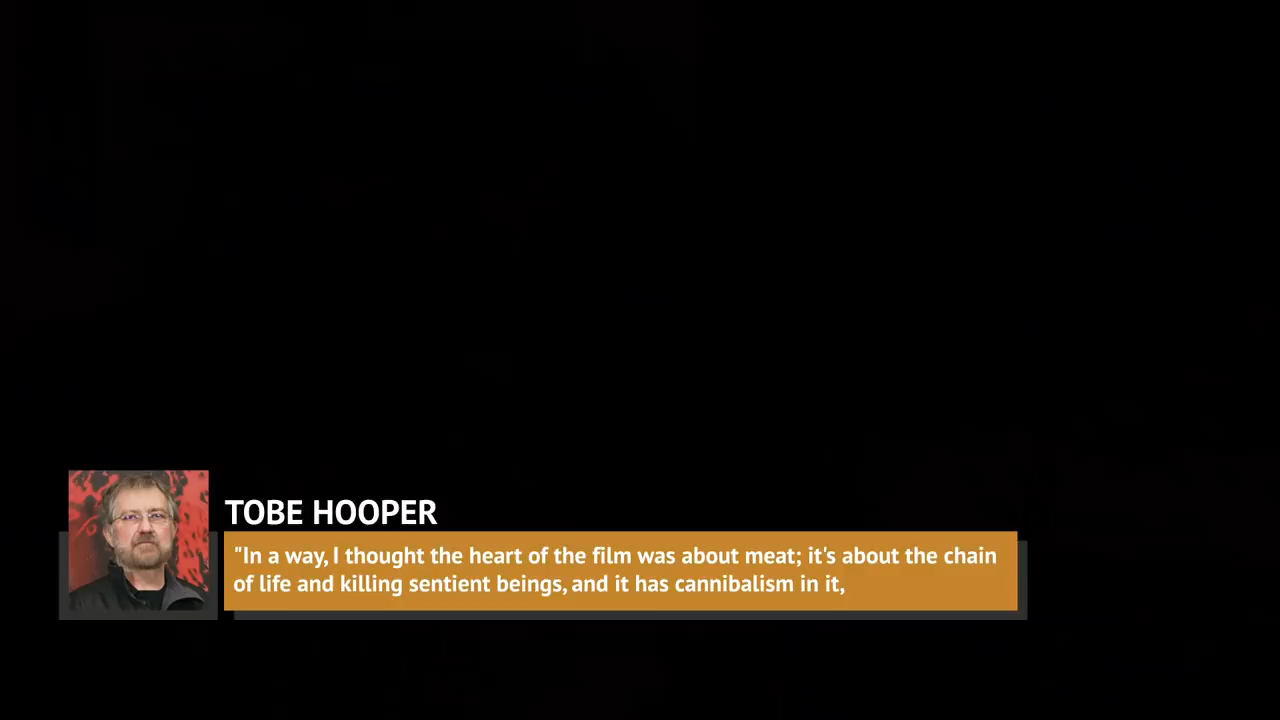 TOBE HOOPER
"In a way, I thought the heart of the film was about meat; it's about the chain
of life and killing sentient beings, and it has cannibalism in it,